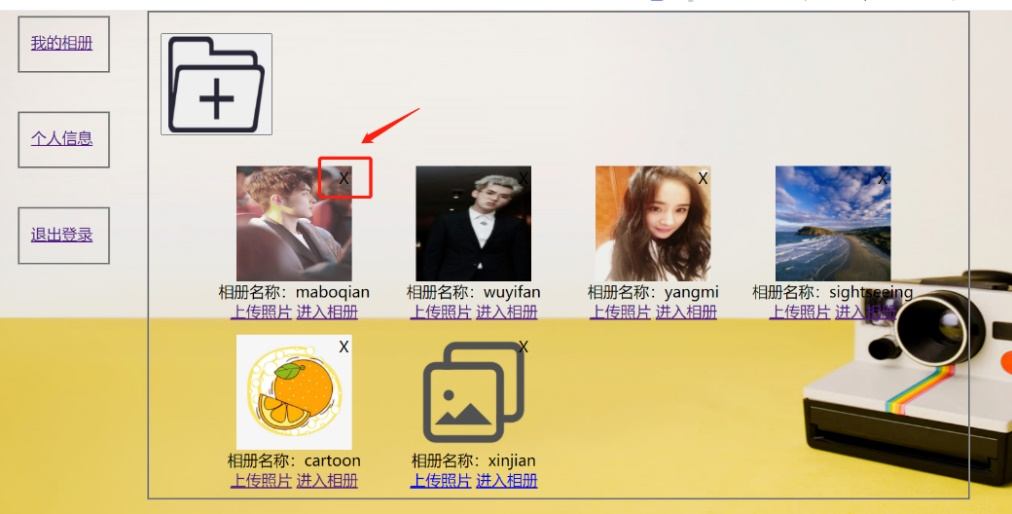 我的相册
个人信息
退出登录
X X X X
相册名称：maboqian 相册名称：wuyifan 相册名称：yangmi 相册名称：sightseeing
上传照片 进入相册 上传照片 进入相册 上传照片 进入相册 上传照片 进入相册
X X
相册名称：cartoon 相册名称：xinjian
上传照片 进入相册 上传照片 进入相册